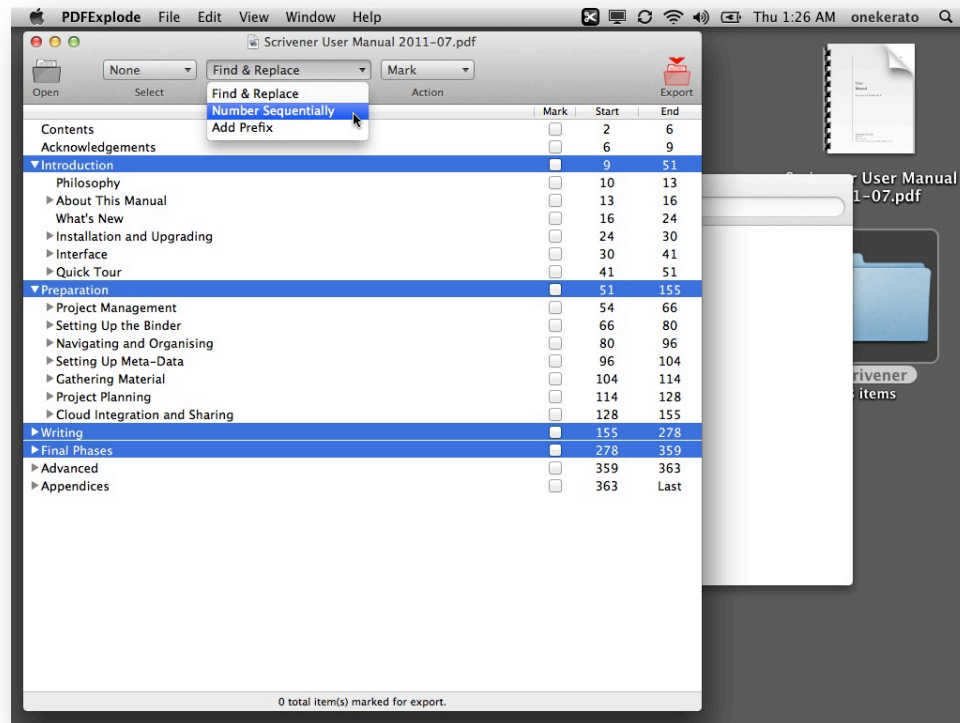 PDFExplode File Edit View Window Help Thu 1:26 AM onekerato
Scrivener User Manual 2011-07.pdf
None Find & Replace Mark
Open Select Action Export
Find & Replace
Number Sequentially
Add Prefix
Mark Start End
Contents 2 6
Acknowledgements 6 9
Introduction 9 51
Philosophy 10 13
About This Manual 13 16
What's New 16 24
Installation and Upgrading 24 30
Interface 30 41
Quick Tour 41 51
Preparation 51 155
Project Management 54 66
Setting Up the Binder 66 80
Navigating and Organising 80 96
Setting Up Meta-Data 96 104
Gathering Material 104 114
Project Planning 114 128
Cloud Integration and Sharing 128 155
Writing 155 278
Final Phases 278 359
Advanced 359 363
Appendices 363 Last
0 total item(s) marked for export.
User
Manual
User Manual
1-07.pdf
rivener
items